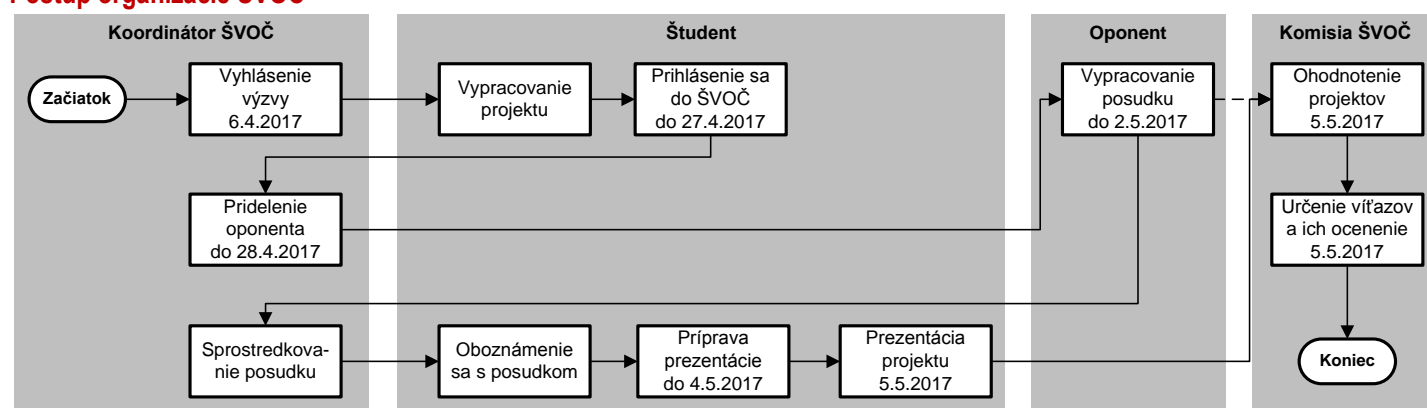 Postup organizácie ŠVOČ
Koordinátor ŠVOČ
Študent
Oponent
Komisia ŠVOČ
Začiatok
Vyhlásenie
výzvy
6.4.2017
Vypracovanie
projektu
Prihlásenie sa
do ŠVOČ
do 27.4.2017
Vypracovanie
posudku
do 2.5.2017
Ohodnotenie
projektov
5.5.2017
Pridelenie
oponenta
do 28.4.2017
Určenie víťazov
a ich ocenenie
5.5.2017
Sprostredkova-
nie posudku
Oboznámenie
sa s posudkom
Príprava
prezentácie
do 4.5.2017
Prezentácia
projektu
5.5.2017
Koniec